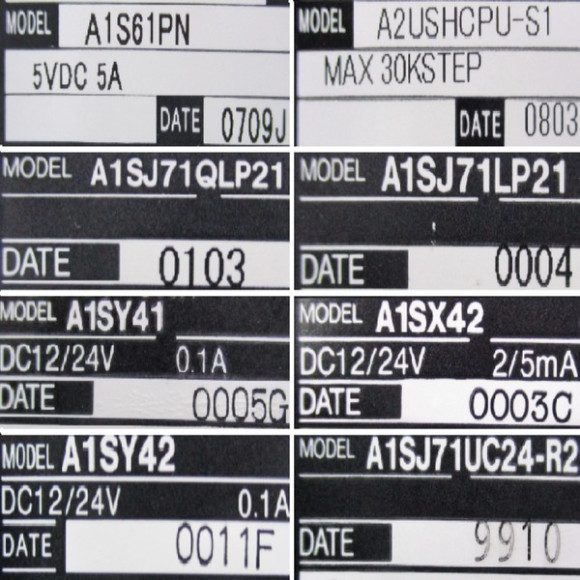 MODEL A1S61PN
5VDC 5A
DATE 0709J
MODEL A2USHCPU-S1
MAX 30KSTEP
DATE 0803
MODEL A1SJ71QLP21
DATE 0103
MODEL A1SJ71LP21
DATE 0004
MODEL A1SY41
DC12/24V 0.1A
DATE 0005G
MODEL A1SX42
DC12/24V 2/5mA
DATE 0003C
MODEL A1SY42
DC12/24V 0.1A
DATE 0011F
MODEL A1SJ71UC24-R2
DATE 9910